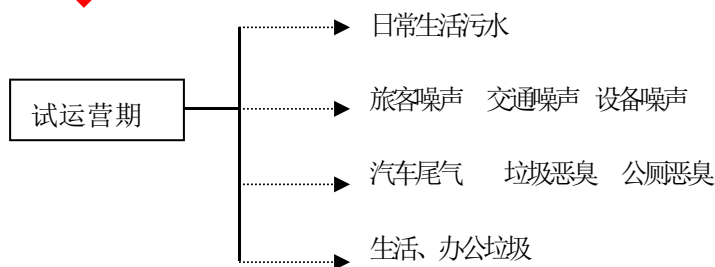 日常生活污水
试运营期
旅客噪声 交通噪声 设备噪声
汽车尾气 垃圾恶臭 公厕恶臭
生活、办公垃圾